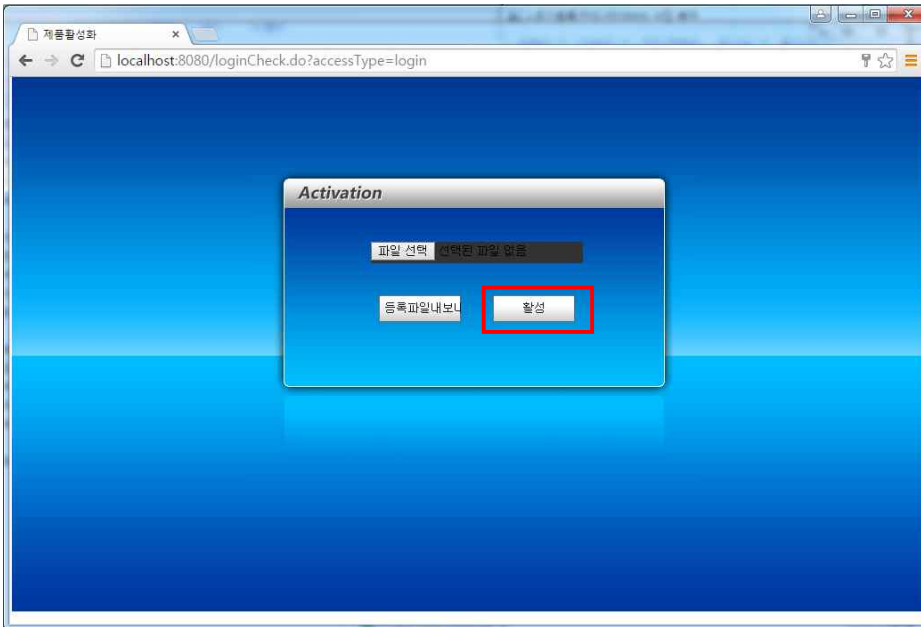 제품활성화
localhost:8080/loginCheck.do?accessType=login
Activation
파일 선택 선택된 파일 없음
등록파일내보내
활성